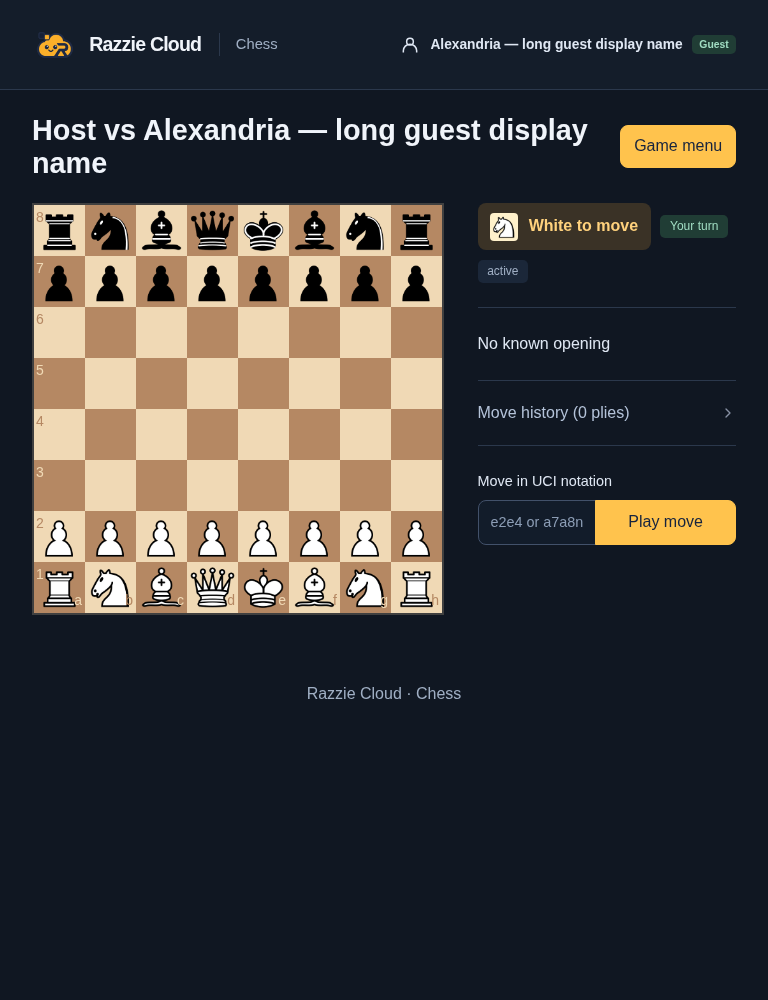 Razzie Cloud
Chess
Alexandria — long guest display name
Guest
Host vs Alexandria — long guest display
name
Game menu
8
7
6
5
4
3
2
1
a
b
c
d
e
f
g
h
White to move
Your turn
active
No known opening
Move history (0 plies)
Move in UCI notation
e2e4 or a7a8n
Play move
Razzie Cloud · Chess